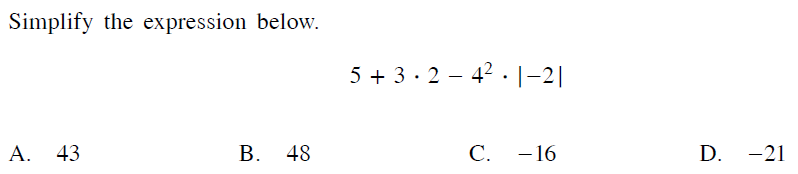 Simplify the expression below.
5 + 3 · 2 − 4² · |−2|
A. 43 B. 48 C. −16 D. −21